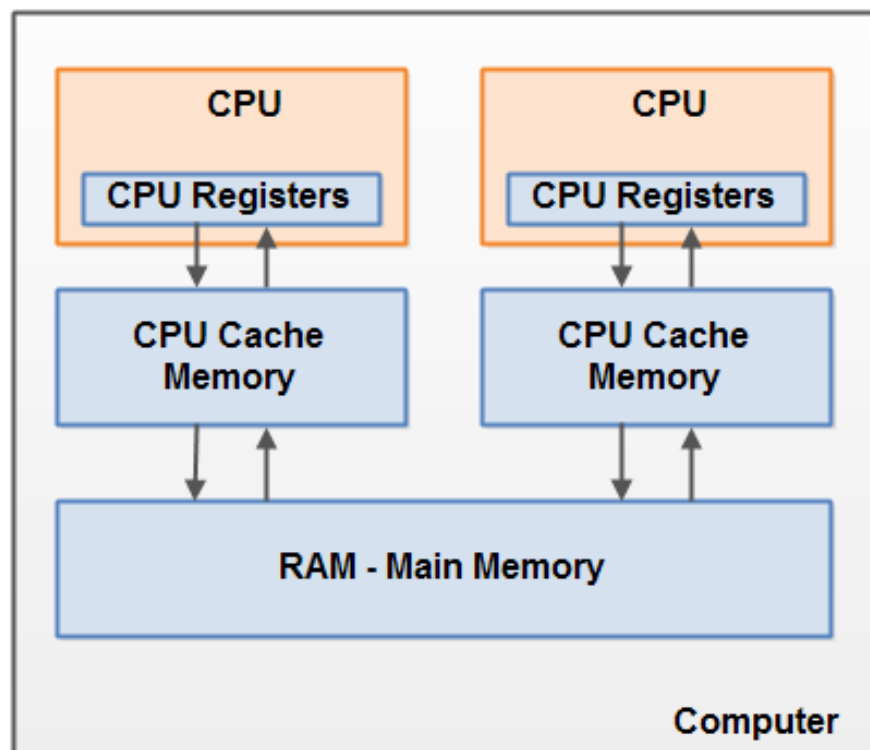 CPU
CPU Registers
CPU Cache
Memory
CPU
CPU Registers
CPU Cache
Memory
RAM - Main Memory
Computer